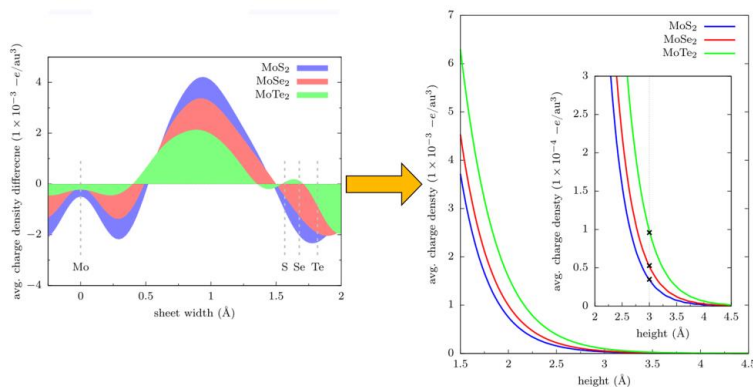 MoS₂
MoSe₂
MoTe₂
avg. charge density differecne (1 × 10⁻³ −e/au³)
4
2
0
−2
−4
Mo
S
Se
Te
0
0.5
1
1.5
2
sheet width (Å)
MoS₂
MoSe₂
MoTe₂
avg. charge densty (1 × 10⁻³ −e/au³)
7
6
5
4
3
2
1
0
1.5
2
2.5
3
3.5
4
4.5
height (Å)
avg. charge densty (1 × 10⁻⁴ −e/au³)
3
2.5
2
1.5
1
0.5
0
2
2.5
3
3.5
4
4.5
height (Å)